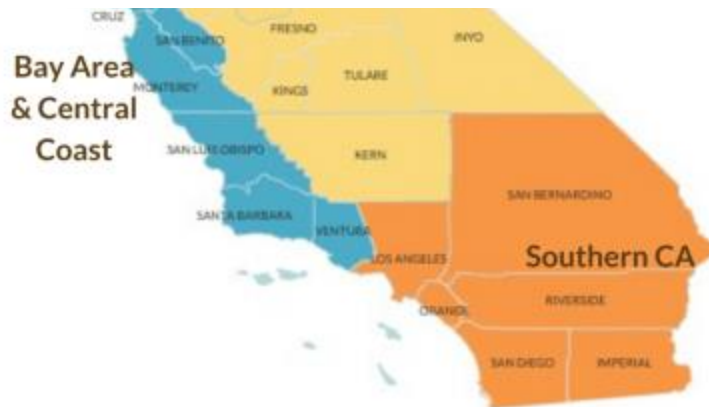 CRUZ
FRESNO
INYO
SAN BENITO
Bay Area
& Central
Coast
MONTEREY
KINGS
TULARE
SAN LUIS OBISPO
KERN
SAN BERNARDINO
SANTA BARBARA
VENTURA
LOS ANGELES
Southern CA
ORANGE
RIVERSIDE
SAN DIEGO
IMPERIAL